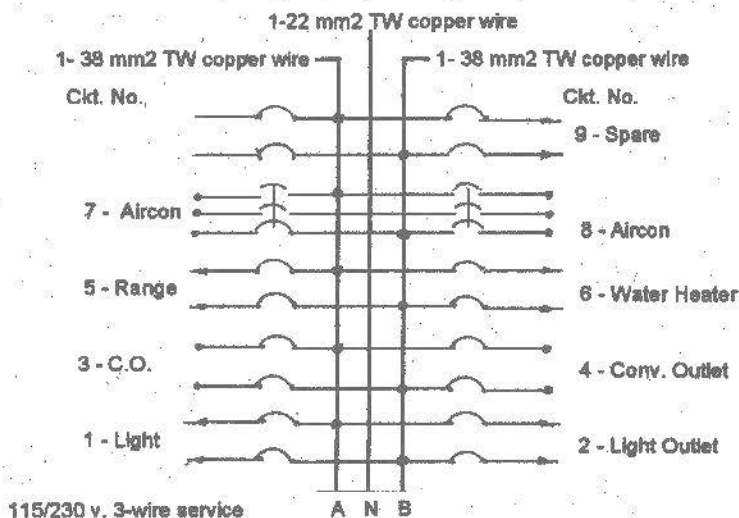 1-22 mm2 TW copper wire
1- 38 mm2 TW copper wire
1- 38 mm2 TW copper wire
Ckt. No.
Ckt. No.
9 - Spare
7 - Aircon
8 - Aircon
5 - Range
6 - Water Heater
3 - C.O.
4 - Conv. Outlet
1 - Light
2 - Light Outlet
115/230 v. 3-wire service
A N B